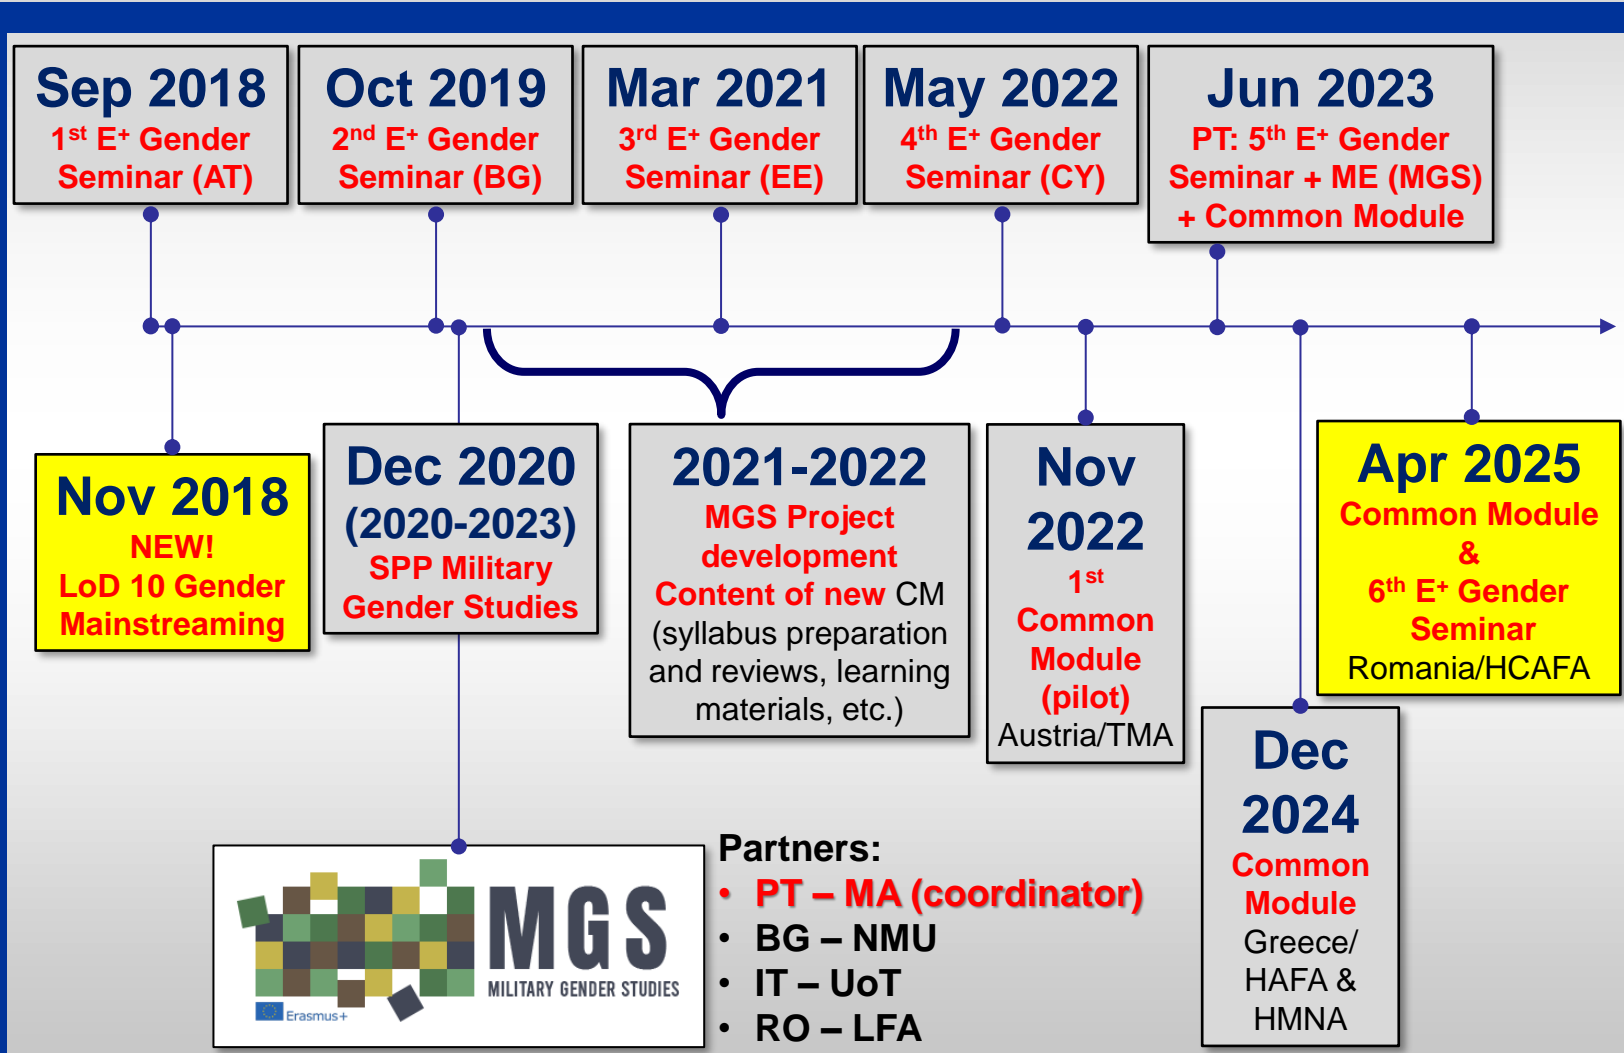 Sep 2018
1st E+ Gender
Seminar (AT)
Oct 2019
2nd E+ Gender
Seminar (BG)
Mar 2021
3rd E+ Gender
Seminar (EE)
May 2022
4th E+ Gender
Seminar (CY)
Jun 2023
PT: 5th E+ Gender
Seminar + ME (MGS)
+ Common Module
Nov 2018
NEW!
LoD 10 Gender
Mainstreaming
Dec 2020
(2020-2023)
SPP Military
Gender Studies
2021-2022
MGS Project
development
Content of new CM
(syllabus preparation
and reviews, learning
materials, etc.)
Nov
2022
1st
Common
Module
(pilot)
Austria/TMA
Dec
2024
Common
Module
Greece/
HAFA &
HMNA
Apr 2025
Common Module
&
6th E+ Gender
Seminar
Romania/HCAFA
MGS
MILITARY GENDER STUDIES
Erasmus+
Partners:
• PT – MA (coordinator)
• BG – NMU
• IT – UoT
• RO – LFA